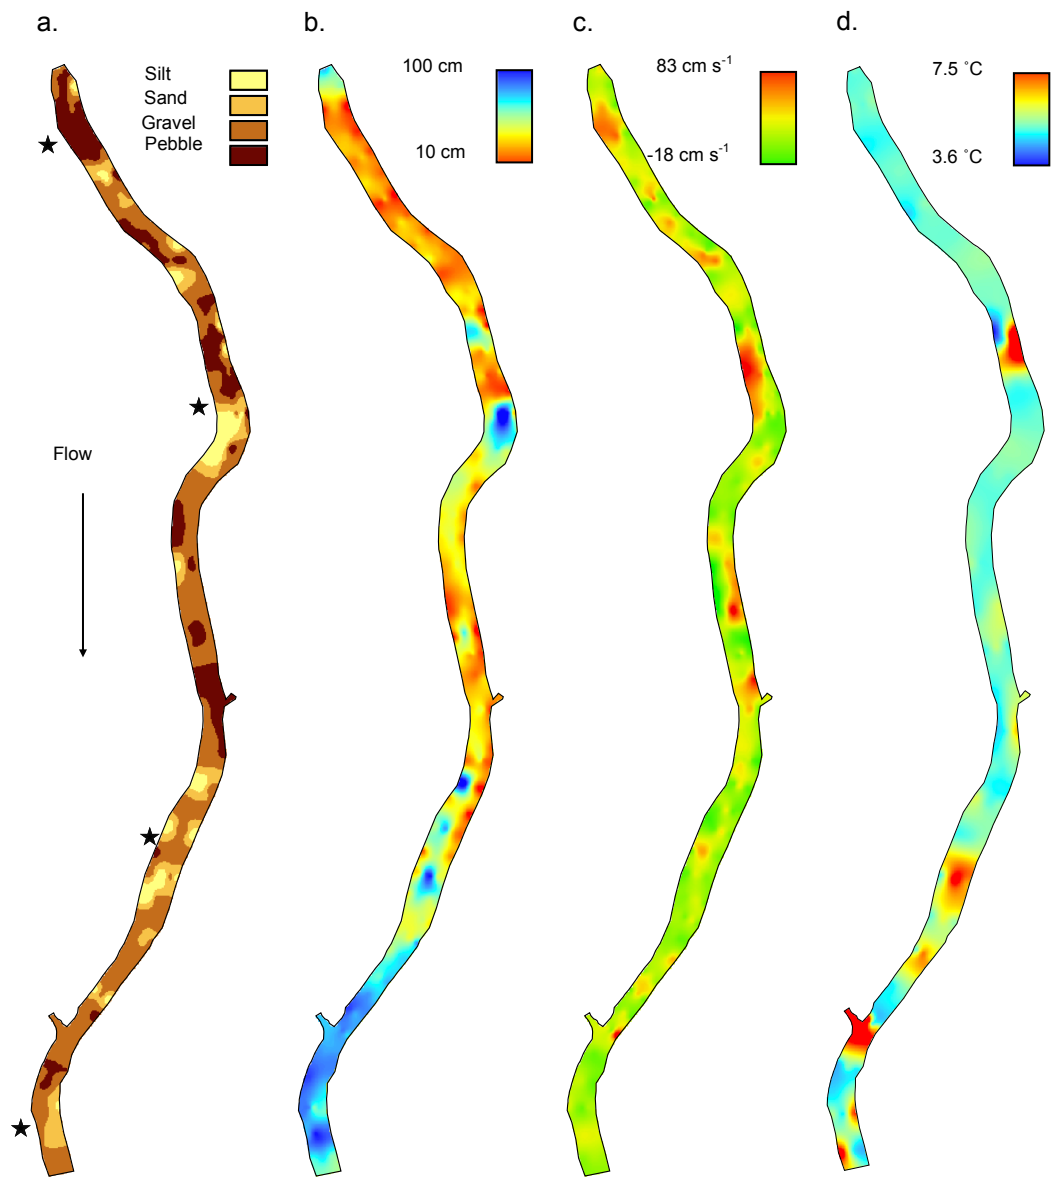 a.
b.
c.
d.
Silt
Sand
Gravel
Pebble
100 cm
10 cm
83 cm s⁻¹
-18 cm s⁻¹
7.5 ˚C
3.6 ˚C
Flow